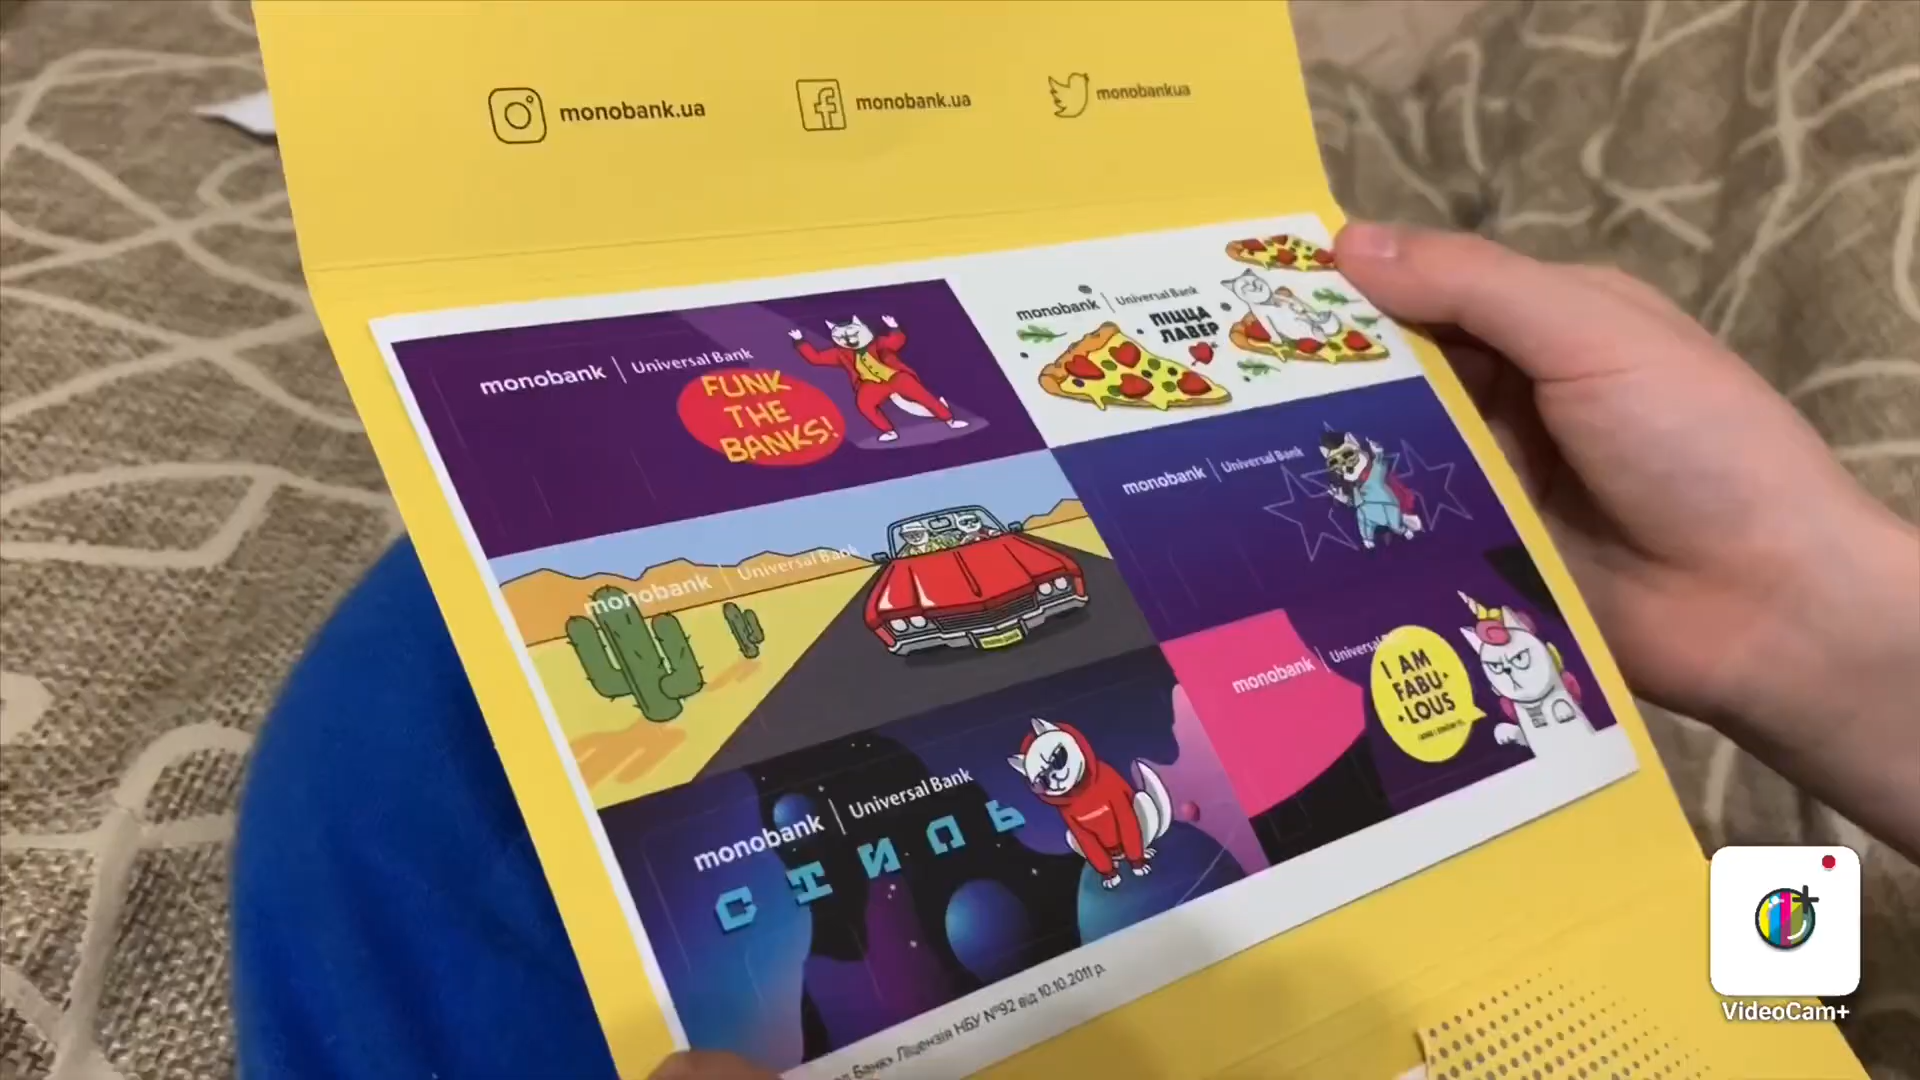 monobank.ua
monobank.ua
monobankua
monobank | Universal Bank
FUNK
THE
BANKS!
monobank | Universal Bank
ПІЦЦА
ЛАВЕР
monobank | Universal Bank
monobank | Universal Bank
monobank | Universal Bank
СТИЛЬ
monobank | Universal
I AM
FABU-
LOUS
Банк» Ліцензія НБУ №92 від 10.10.2011 р.
VideoCam+